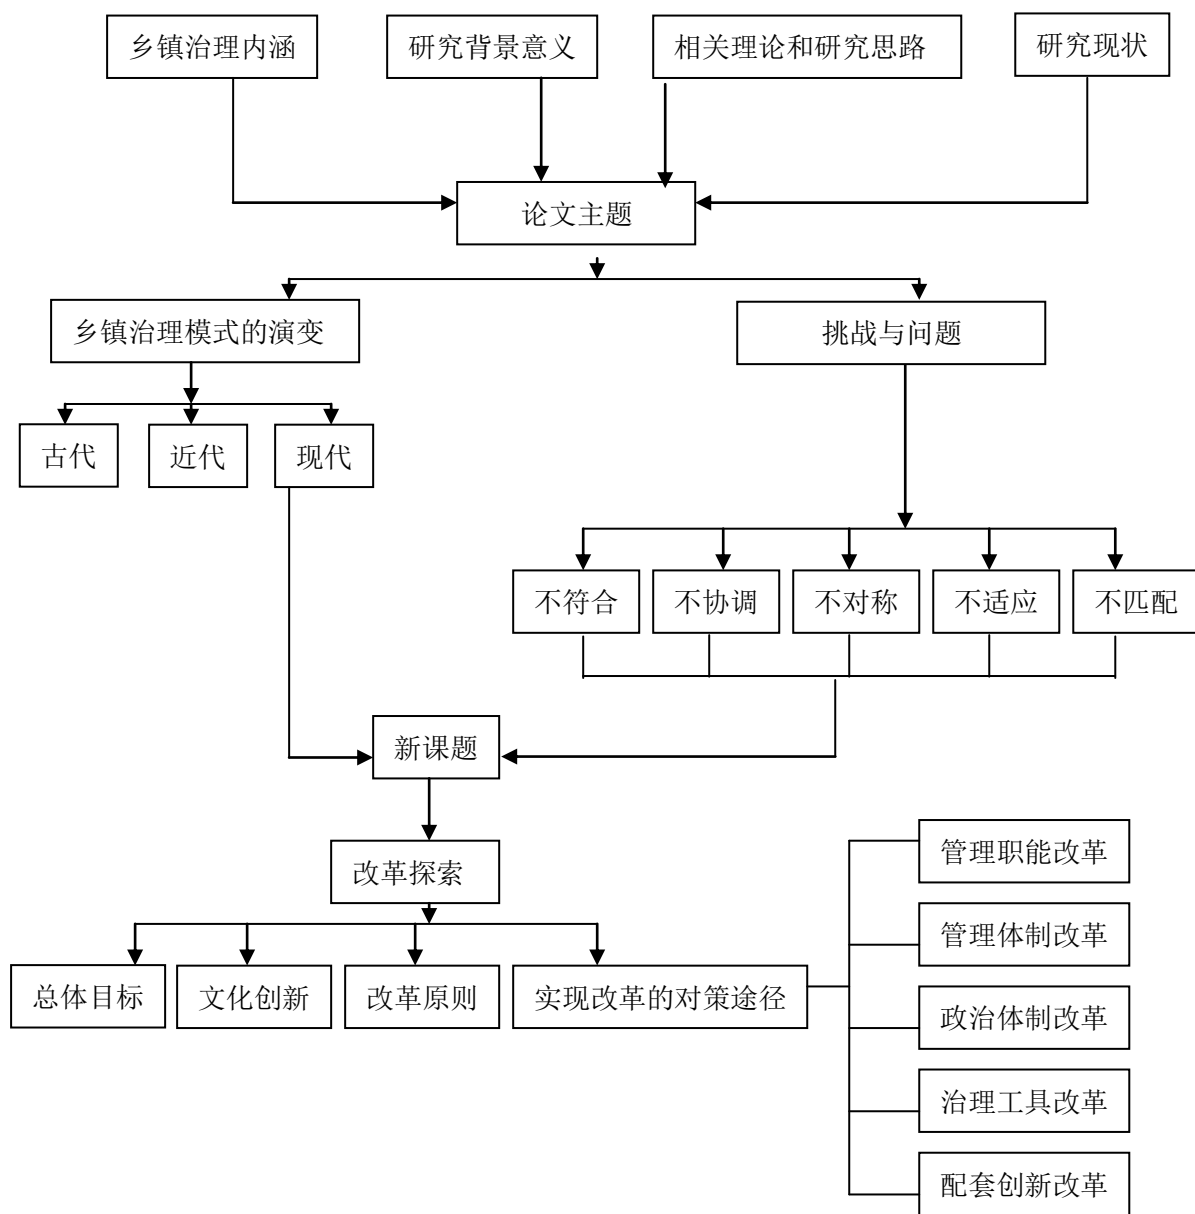 乡镇治理内涵
研究背景意义
相关理论和研究思路
研究现状
论文主题
乡镇治理模式的演变
挑战与问题
古代
近代
现代
不符合
不协调
不对称
不适应
不匹配
新课题
改革探索
管理职能改革
管理体制改革
总体目标
文化创新
改革原则
实现改革的对策途径
政治体制改革
治理工具改革
配套创新改革